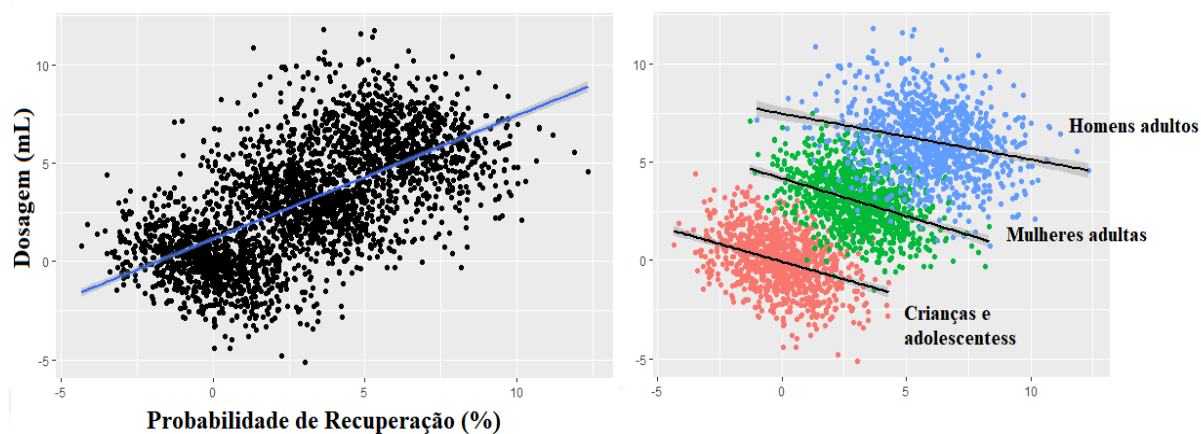 Dosagem (mL)
10
5
0
-5
-5
0
5
10
Probabilidade de Recuperação (%)
10
5
0
-5
-5
0
5
10
Homens adultos
Mulheres adultas
Crianças e
adolescentess